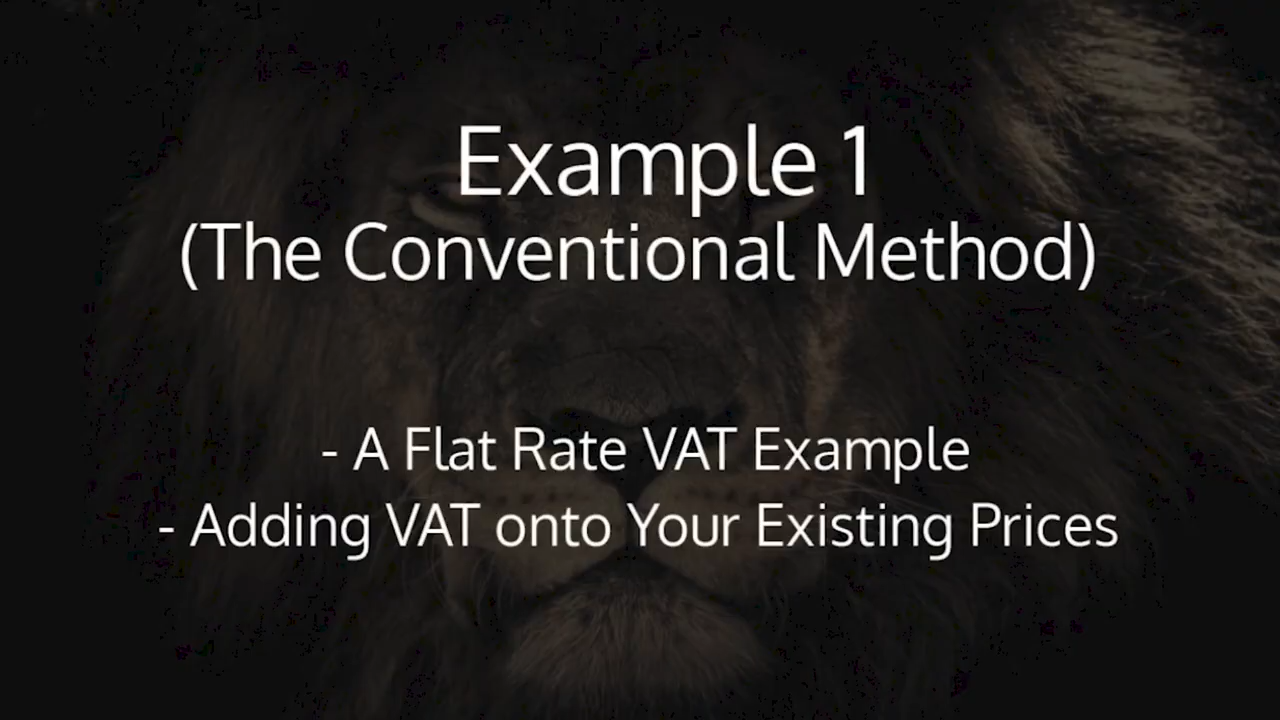 Example 1
(The Conventional Method)
- A Flat Rate VAT Example
- Adding VAT onto Your Existing Prices